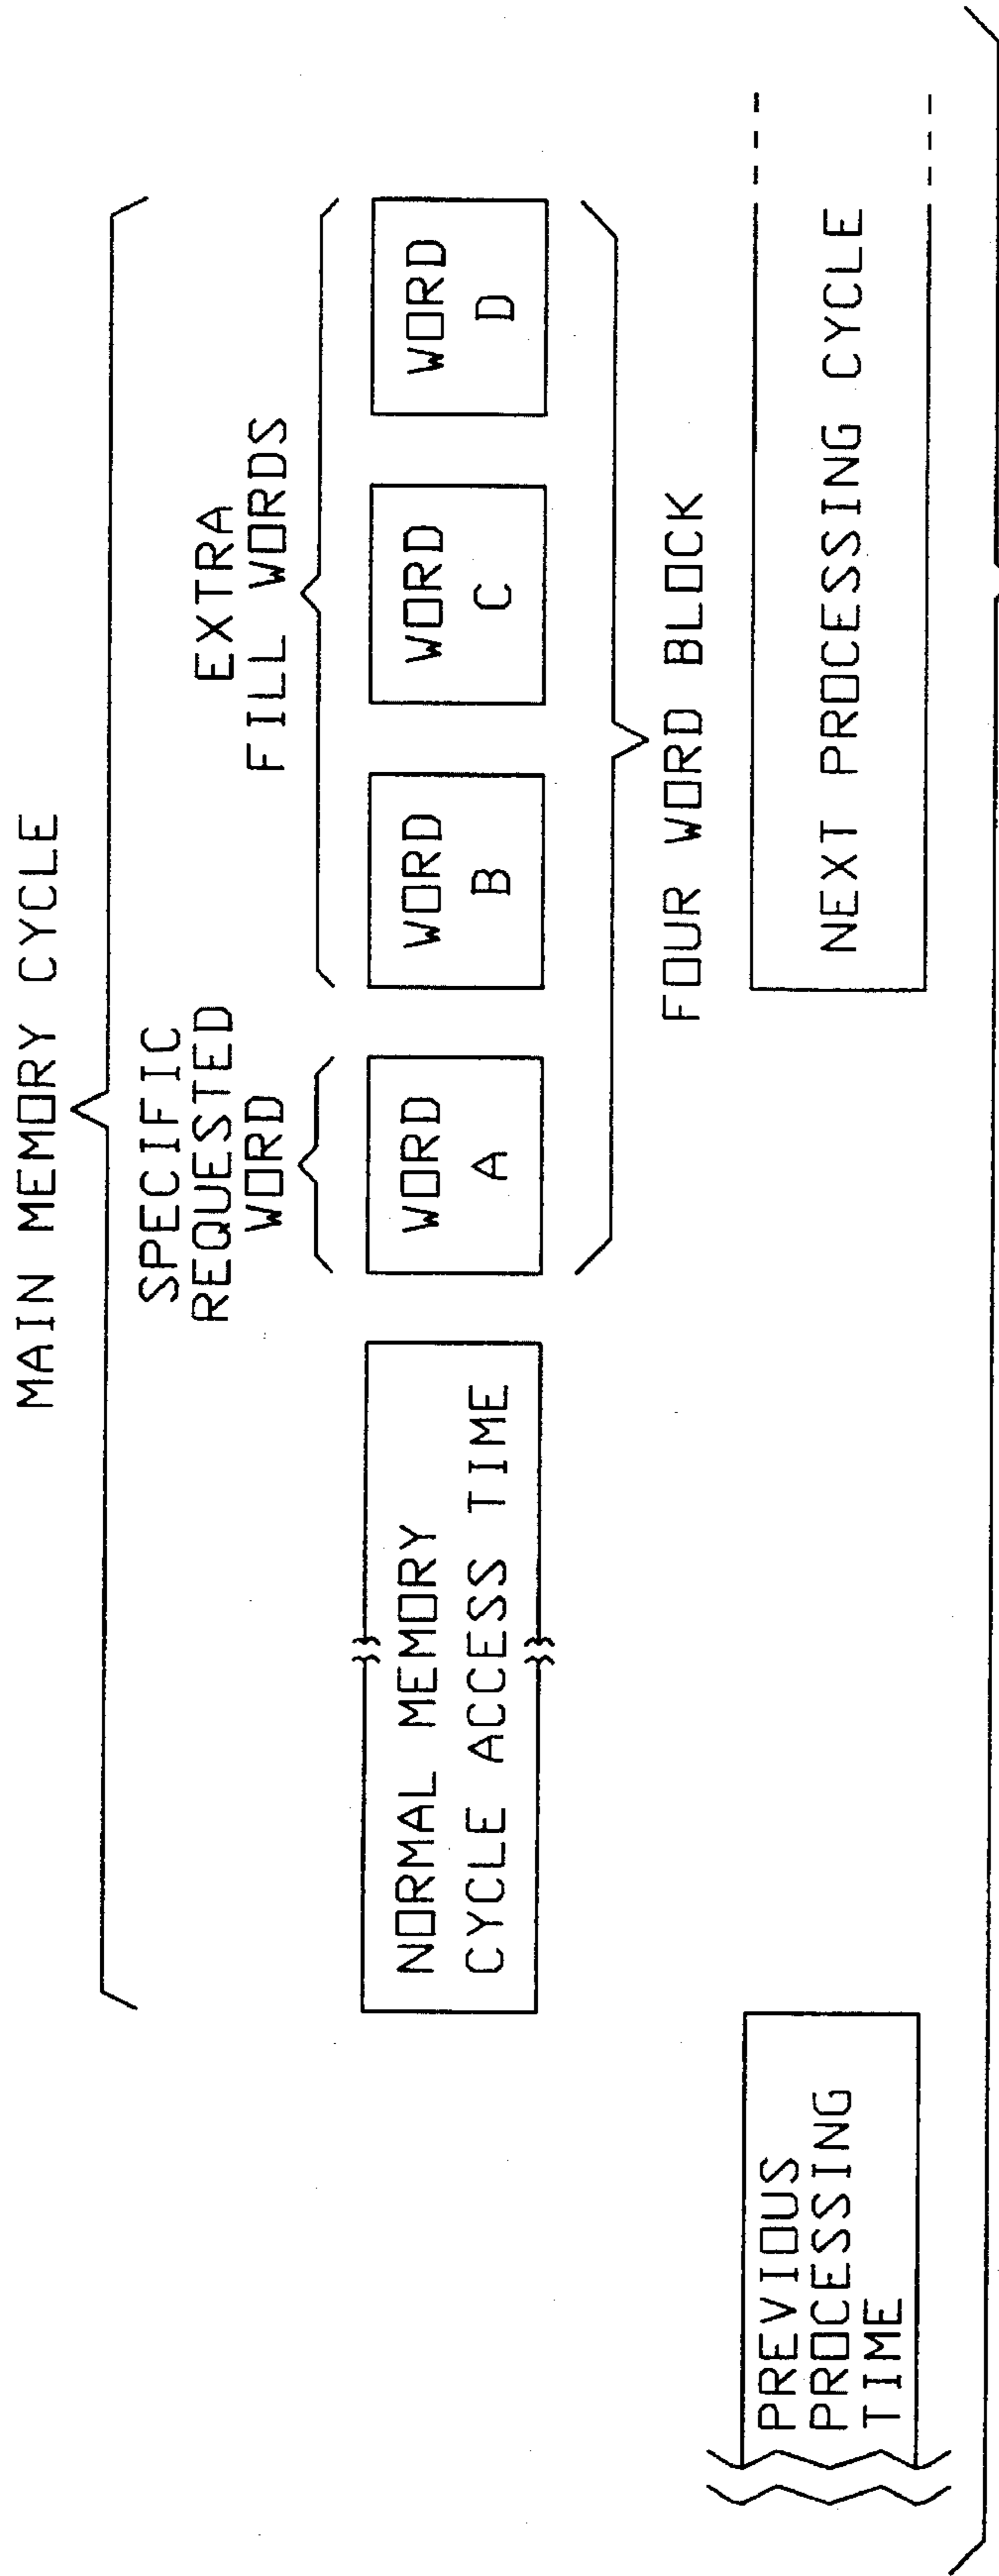 MAIN MEMORY CYCLE
SPECIFIC
REQUESTED
WORD
EXTRA
FILL WORDS
NORMAL MEMORY
CYCLE ACCESS TIME
WORD
A
WORD
B
WORD
C
WORD
D
FOUR WORD BLOCK
PREVIOUS
PROCESSING
TIME
NEXT PROCESSING CYCLE